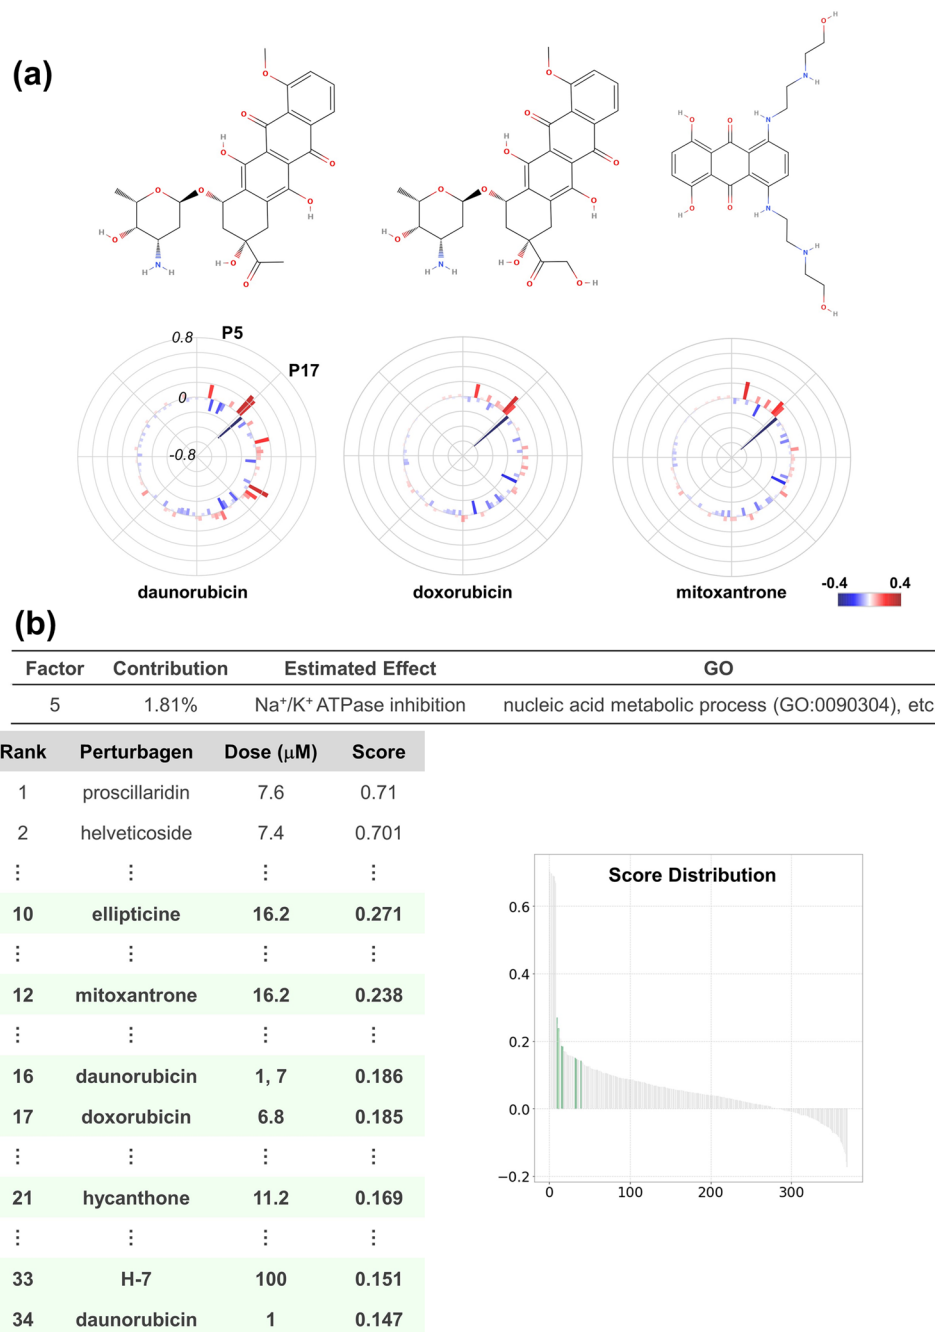 (a)
0.8
P5
P17
0
-0.8
daunorubicin
doxorubicin
mitoxantrone
-0.4 0.4
(b)
Factor Contribution Estimated Effect GO
5 1.81% Na⁺/K⁺ ATPase inhibition nucleic acid metabolic process (GO:0090304), etc
Rank Perturbagen Dose (μM) Score
1 proscillaridin 7.6 0.71
2 helveticoside 7.4 0.701
⋮ ⋮ ⋮ ⋮
10 ellipticine 16.2 0.271
⋮ ⋮ ⋮ ⋮
12 mitoxantrone 16.2 0.238
⋮ ⋮ ⋮ ⋮
16 daunorubicin 1, 7 0.186
17 doxorubicin 6.8 0.185
⋮ ⋮ ⋮ ⋮
21 hycanthone 11.2 0.169
⋮ ⋮ ⋮ ⋮
33 H-7 100 0.151
34 daunorubicin 1 0.147
Score Distribution
0.6
0.4
0.2
0.0
−0.2
0 100 200 300